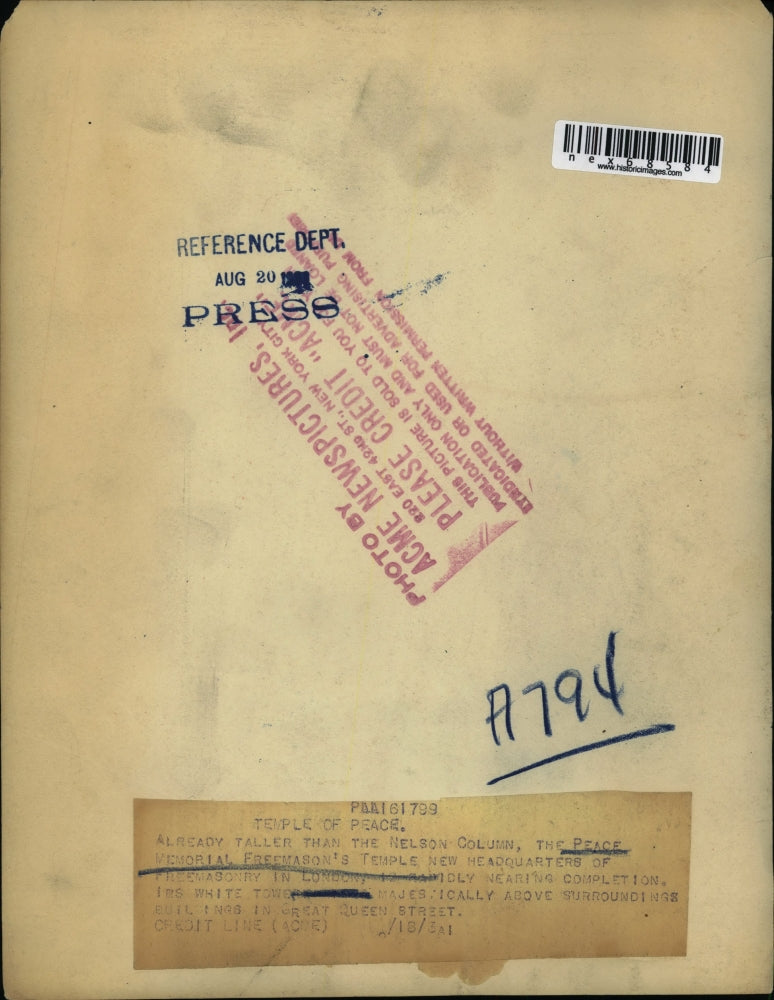 nex68584
www.historicimages.com
REFERENCE DEPT.
AUG 20
PRESS
PHOTO BY
ACME NEWSPICTURES,
220 EAST 42ND ST., NEW YORK CITY
PLEASE CREDIT "ACME"
THIS PICTURE IS SOLD TO YOU FOR
PUBLICATION ONLY AND MUST NOT BE LOANED
SYNDICATED OR USED FOR ADVERTISING
WITHOUT WRITTEN PERMISSION FROM
A794
PAA161799
TEMPLE OF PEACE.
ALREADY TALLER THAN THE NELSON COLUMN, THE PEACE
MEMORIAL FREEMASON'S TEMPLE NEW HEADQUARTERS OF
FREEMASONRY IN LONDON, IS RAPIDLY NEARING COMPLETION.
ITS WHITE TOWER MAJESTICALLY ABOVE SURROUNDINGS
BUILDINGS IN GREAT QUEEN STREET.
CREDIT LINE (ACME)